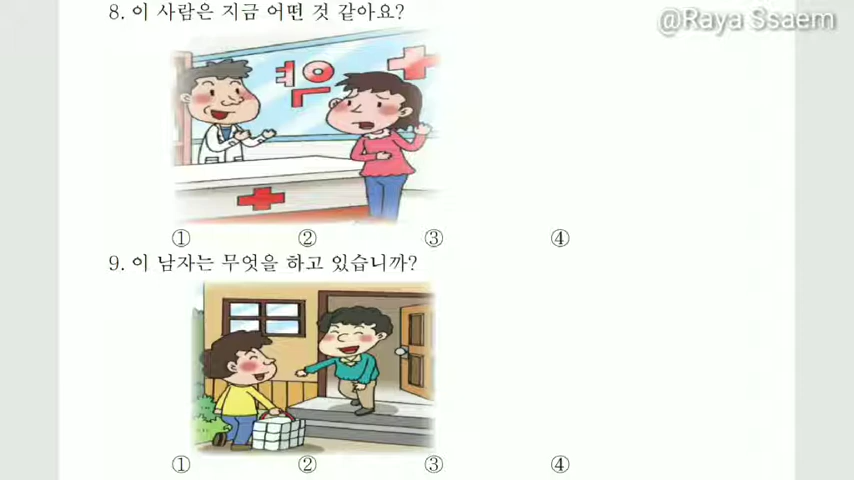 @Raya Ssaem
8. 이 사람은 지금 어떤 것 같아요?
① ② ③ ④
9. 이 남자는 무엇을 하고 있습니까?
① ② ③ ④